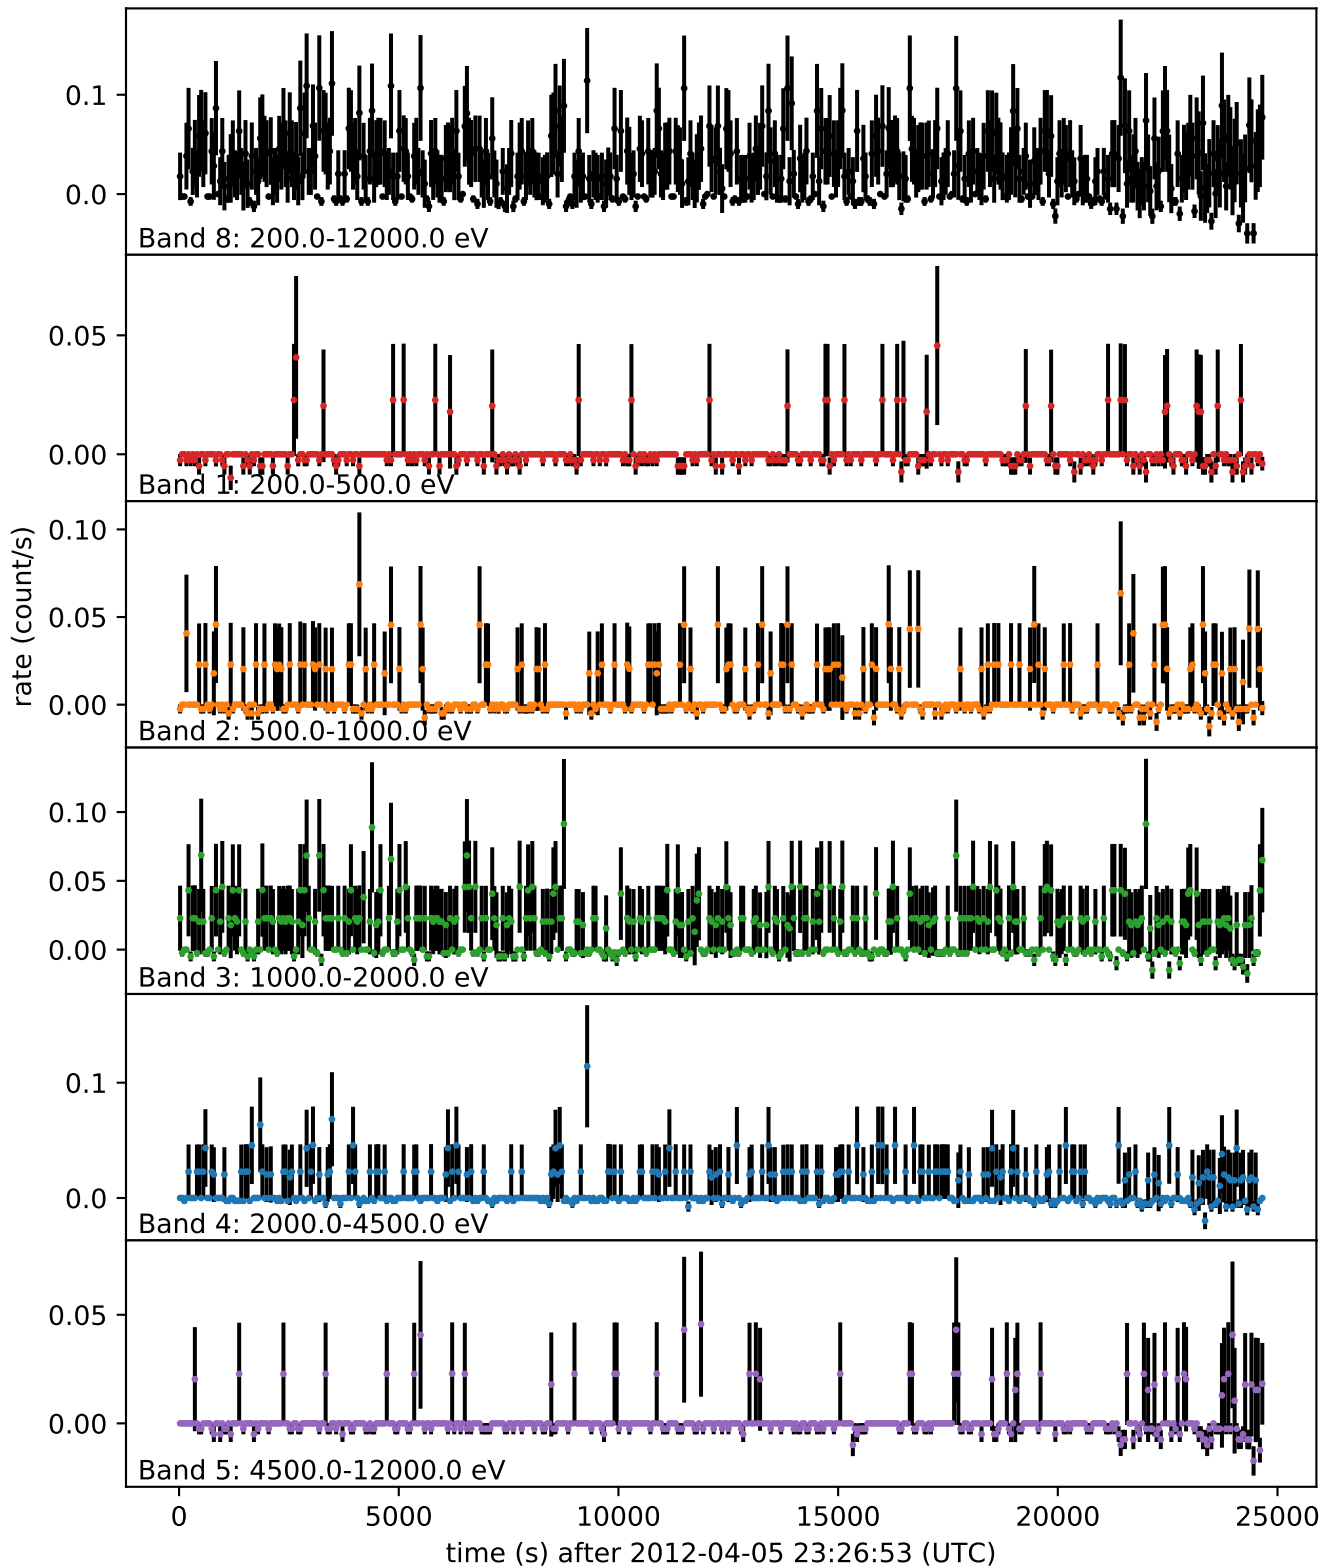 0.1
0.0
Band 8: 200.0-12000.0 eV
0.05
0.00
Band 1: 200.0-500.0 eV
0.10
0.05
0.00
Band 2: 500.0-1000.0 eV
rate (count/s)
0.10
0.05
0.00
Band 3: 1000.0-2000.0 eV
0.1
0.0
Band 4: 2000.0-4500.0 eV
0.05
0.00
Band 5: 4500.0-12000.0 eV
0 5000 10000 15000 20000 25000
time (s) after 2012-04-05 23:26:53 (UTC)